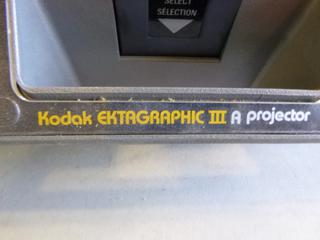 SELECT
SÉLECTION
Kodak EKTAGRAPHIC III A projector